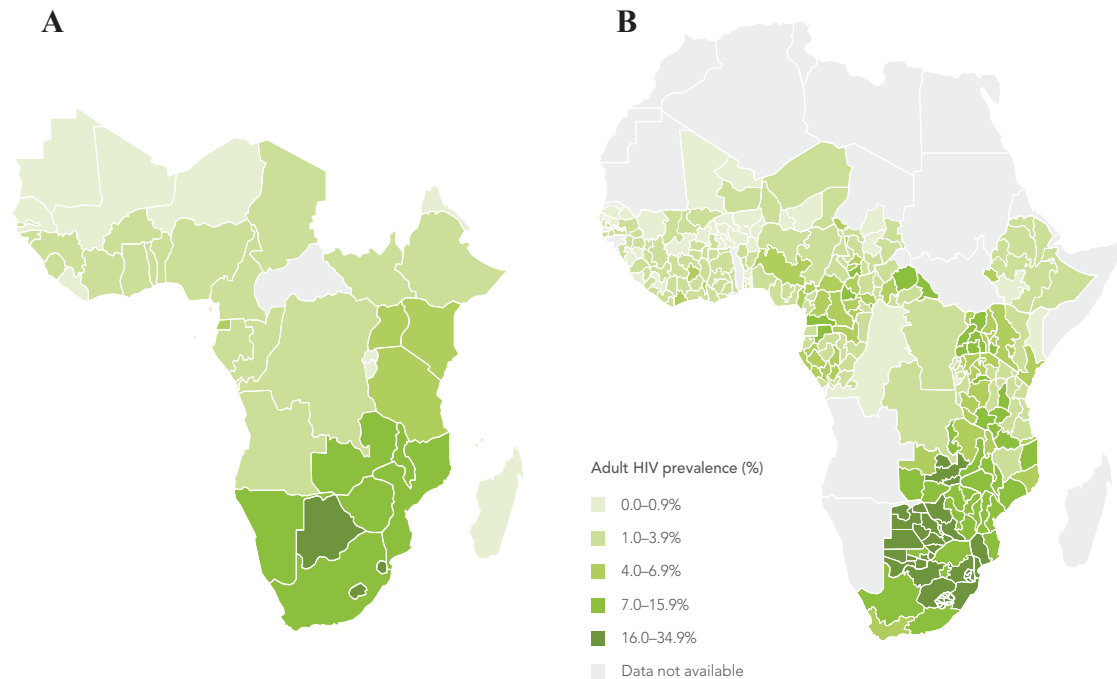 A
B
Adult HIV prevalence (%)
0.0–0.9%
1.0–3.9%
4.0–6.9%
7.0–15.9%
16.0–34.9%
Data not available